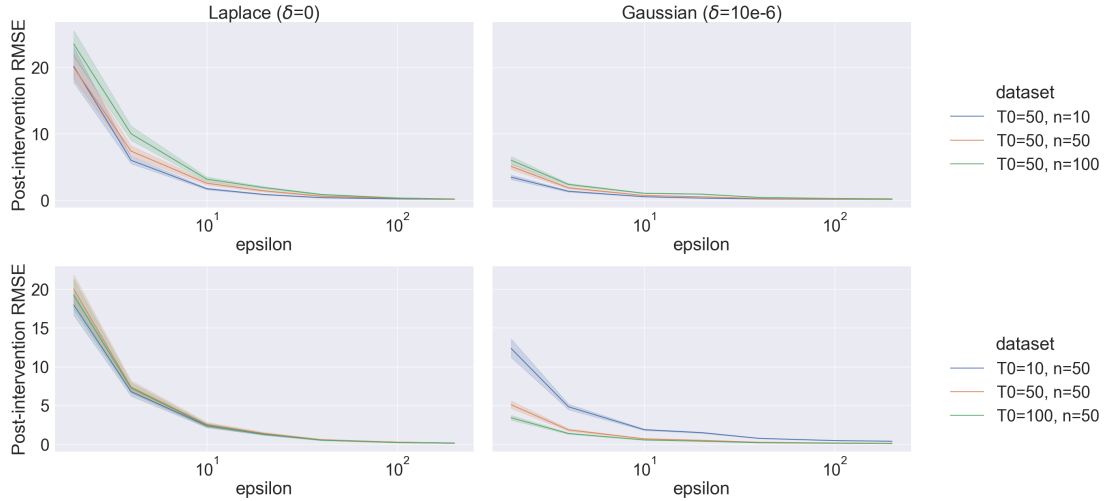 Laplace (δ=0)
Gaussian (δ=10e-6)
Post-intervention RMSE
20
10
0
10¹
10²
epsilon
10¹
10²
epsilon
dataset
T0=50, n=10
T0=50, n=50
T0=50, n=100
Post-intervention RMSE
20
15
10
5
0
10¹
10²
epsilon
10¹
10²
epsilon
dataset
T0=10, n=50
T0=50, n=50
T0=100, n=50